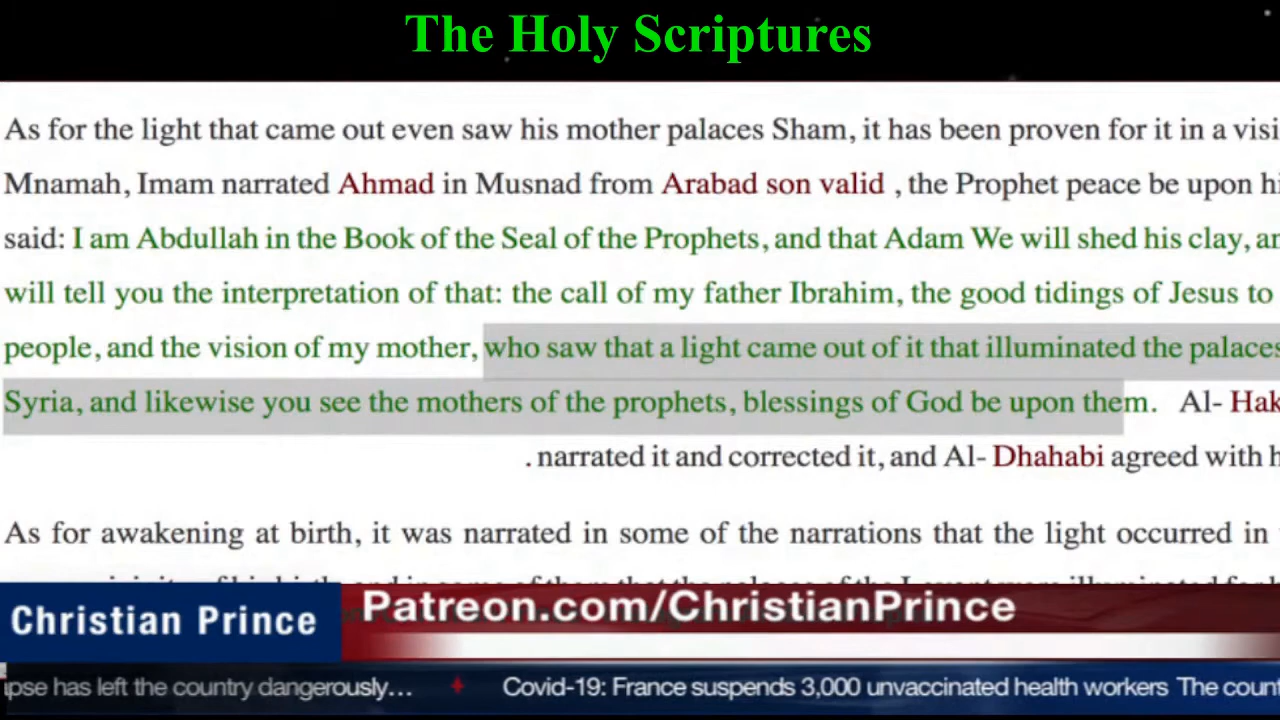 The Holy Scriptures
As for the light that came out even saw his mother palaces Sham, it has been proven for it in a
Mnamah, Imam narrated Ahmad in Musnad from Arabad son valid , the Prophet peace be upon
said: I am Abdullah in the Book of the Seal of the Prophets, and that Adam We will shed his clay,
will tell you the interpretation of that: the call of my father Ibrahim, the good tidings of Jesus to
people, and the vision of my mother, who saw that a light came out of it that illuminated the palaces
Syria, and likewise you see the mothers of the prophets, blessings of God be upon them. Al- Hak
. narrated it and corrected it, and Al- Dhahabi agreed with
As for awakening at birth, it was narrated in some of the narrations that the light occurred in
Christian Prince
Patreon.com/ChristianPrince
apse has left the country dangerously... Covid-19: France suspends 3,000 unvaccinated health workers The coun